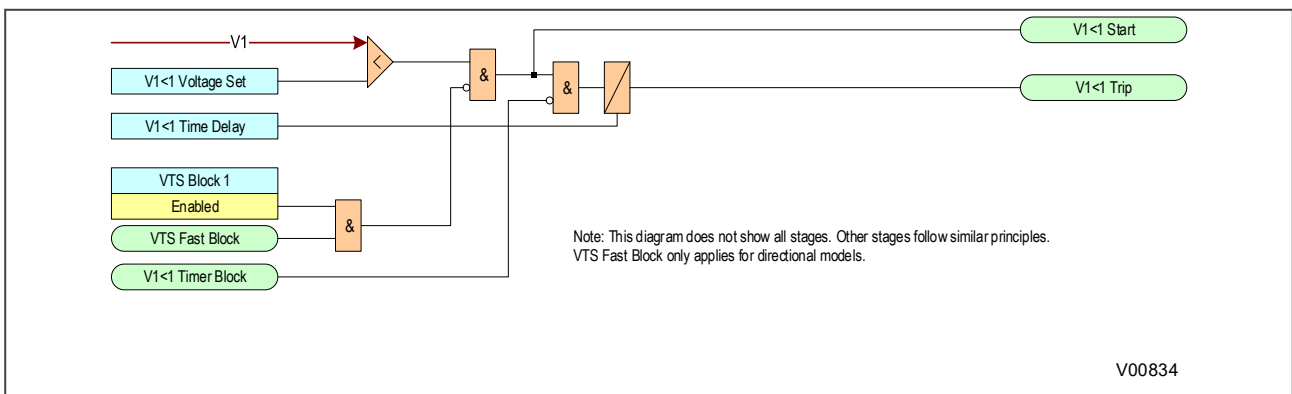 V1
V1<1 Start
<
V1<1 Voltage Set
&
&
V1<1 Trip
V1<1 Time Delay
VTS Block 1
Enabled
&
VTS Fast Block
V1<1 Timer Block
Note: This diagram does not show all stages. Other stages follow similar principles.
VTS Fast Block only applies for directional models.
V00834